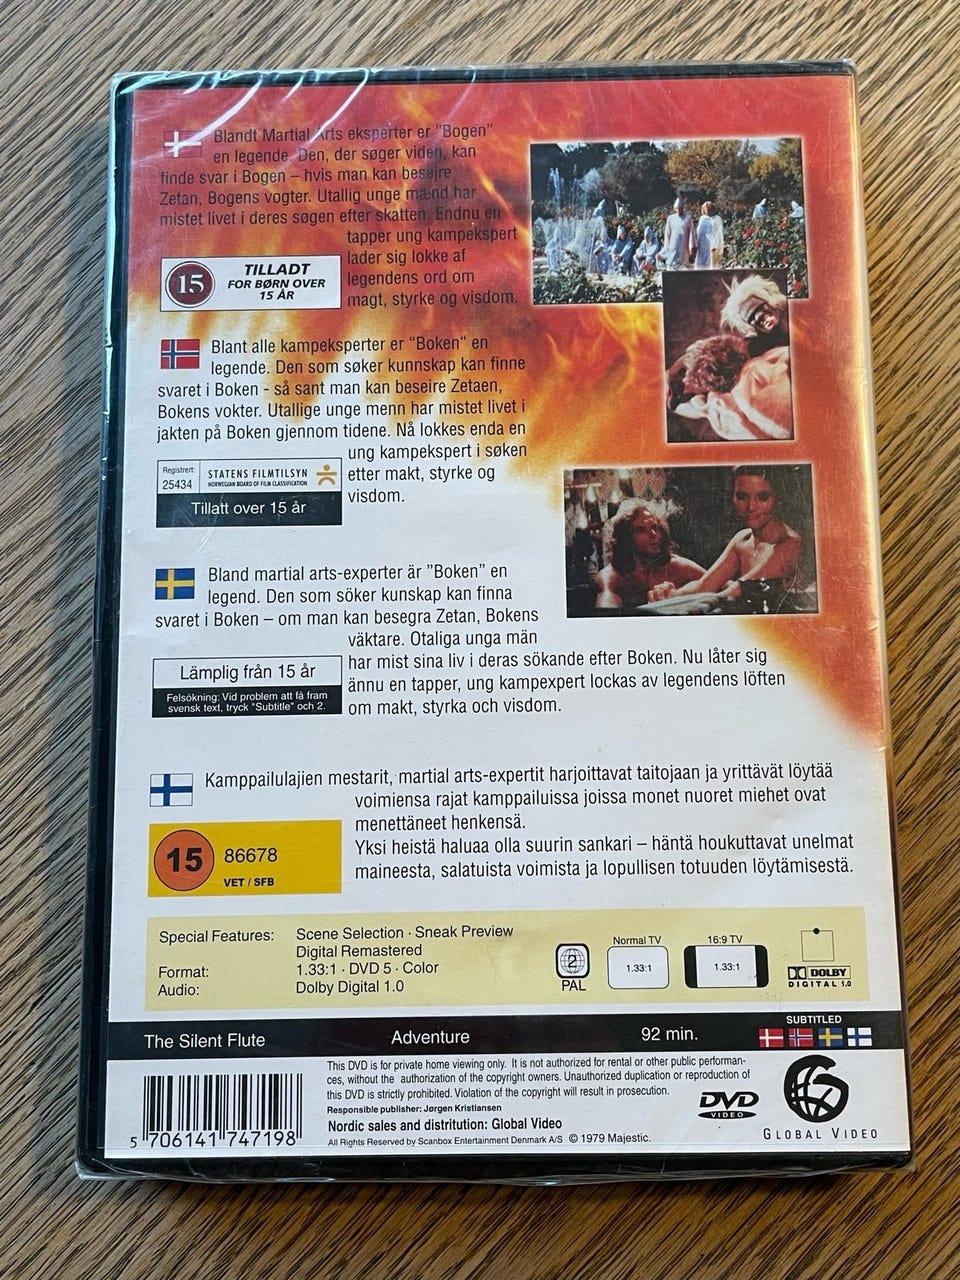 Blandt Martial Arts eksperter er "Bogen"
en legende. Den, der søger viden, kan
finde svar i Bogen – hvis man kan besejre
Zetan, Bogens vogter. Utallig unge mænd har
mistet livet i deres søgen efter skatten. Endnu en
tapper ung kampekspert
lader sig lokke af
legendens ord om
magt, styrke og visdom.
15
TILLADT
FOR BØRN OVER
15 ÅR
Blant alle kampeksperter er "Boken" en
legende. Den som søker kunnskap kan finne
svaret i Boken - så sant man kan beseire Zetaen,
Bokens vokter. Utallige unge menn har mistet livet i
jakten på Boken gjennom tidene. Nå lokkes enda en
ung kampekspert i søken
etter makt, styrke og
visdom.
Registrert:
25434
STATENS FILMTILSYN
NORWEGIAN BOARD OF FILM CLASSIFICATION
Tillatt over 15 år
Bland martial arts-experter är "Boken" en
legend. Den som söker kunskap kan finna
svaret i Boken – om man kan besegra Zetan, Bokens
väktare. Otaliga unga män
har mist sina liv i deras sökande efter Boken. Nu låter sig
ännu en tapper, ung kampexpert lockas av legendens löften
om makt, styrka och visdom.
Lämplig från 15 år
Felsökning: Vid problem att få fram
svensk text, tryck "Subtitle" och 2.
Kamppailulajien mestarit, martial arts-expertit harjoittavat taitojaan ja yrittävät löytää
voimiensa rajat kamppailuissa joissa monet nuoret miehet ovat
menettäneet henkensä.
Yksi heistä haluaa olla suurin sankari – häntä houkuttavat unelmat
maineesta, salatuista voimista ja lopullisen totuuden löytämisestä.
15
86678
VET / SFB
Special Features: Scene Selection · Sneak Preview
Digital Remastered
Format: 1.33:1 · DVD 5 · Color
Audio: Dolby Digital 1.0
2
PAL
Normal TV
1.33:1
16:9 TV
1.33:1
DOLBY
DIGITAL 1.0
The Silent Flute Adventure 92 min.
SUBTITLED
This DVD is for private home viewing only. It is not authorized for rental or other public performan-
ces, without the authorization of the copyright owners. Unauthorized duplication or reproduction of
this DVD is strictly prohibited. Violation of the copyright will result in prosecution.
Responsible publisher: Jørgen Kristiansen
Nordic sales and distritution: Global Video
All Rights Reserved by Scanbox Entertainment Denmark A/S © 1979 Majestic.
5 706141 747198
DVD
VIDEO
GLOBAL VIDEO